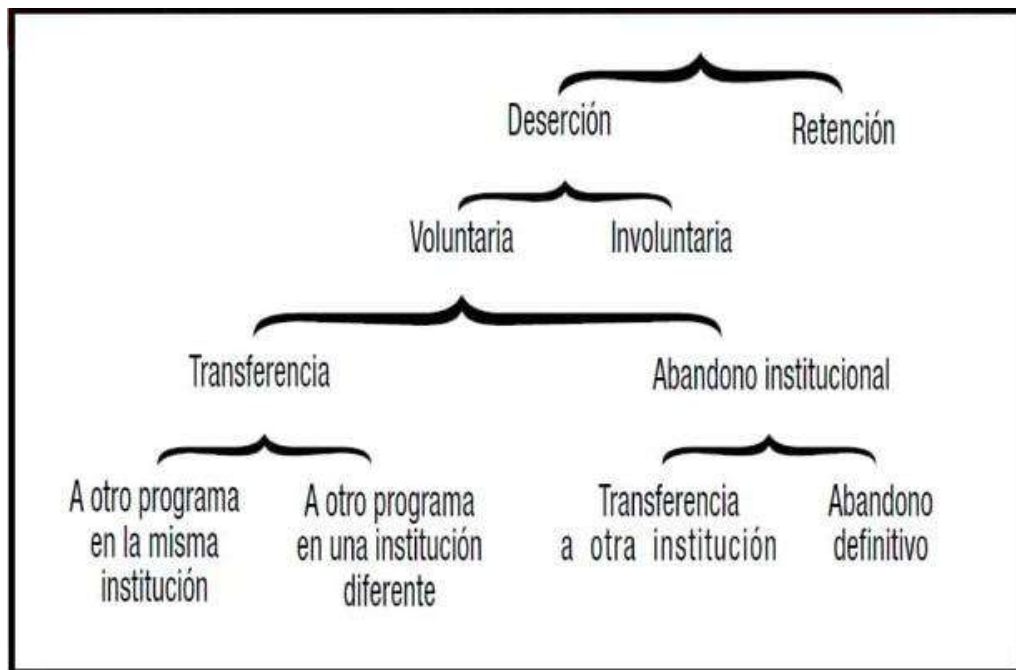 Deserción
Retención
Voluntaria
Involuntaria
Transferencia
Abandono institucional
A otro programa
en la misma
institución
A otro programa
en una institución
diferente
Transferencia
a otra institución
Abandono
definitivo